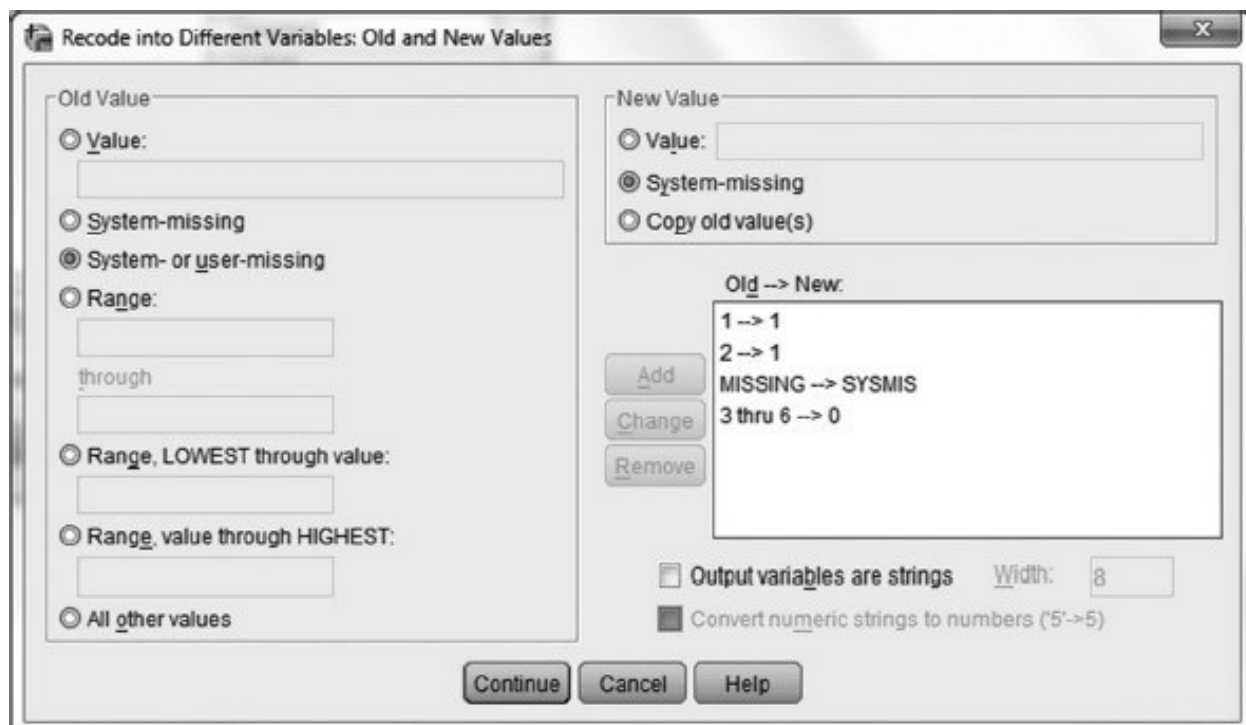 Recode into Different Variables: Old and New Values
x
Old Value
Value:
System-missing
System- or user-missing
Range:
through
Range, LOWEST through value:
Range, value through HIGHEST:
All other values
New Value
Value:
System-missing
Copy old value(s)
Old --> New:
1 --> 1
2 --> 1
MISSING --> SYSMIS
3 thru 6 --> 0
Add
Change
Remove
Output variables are strings
Width:
8
Convert numeric strings to numbers ('5'->5)
Continue
Cancel
Help